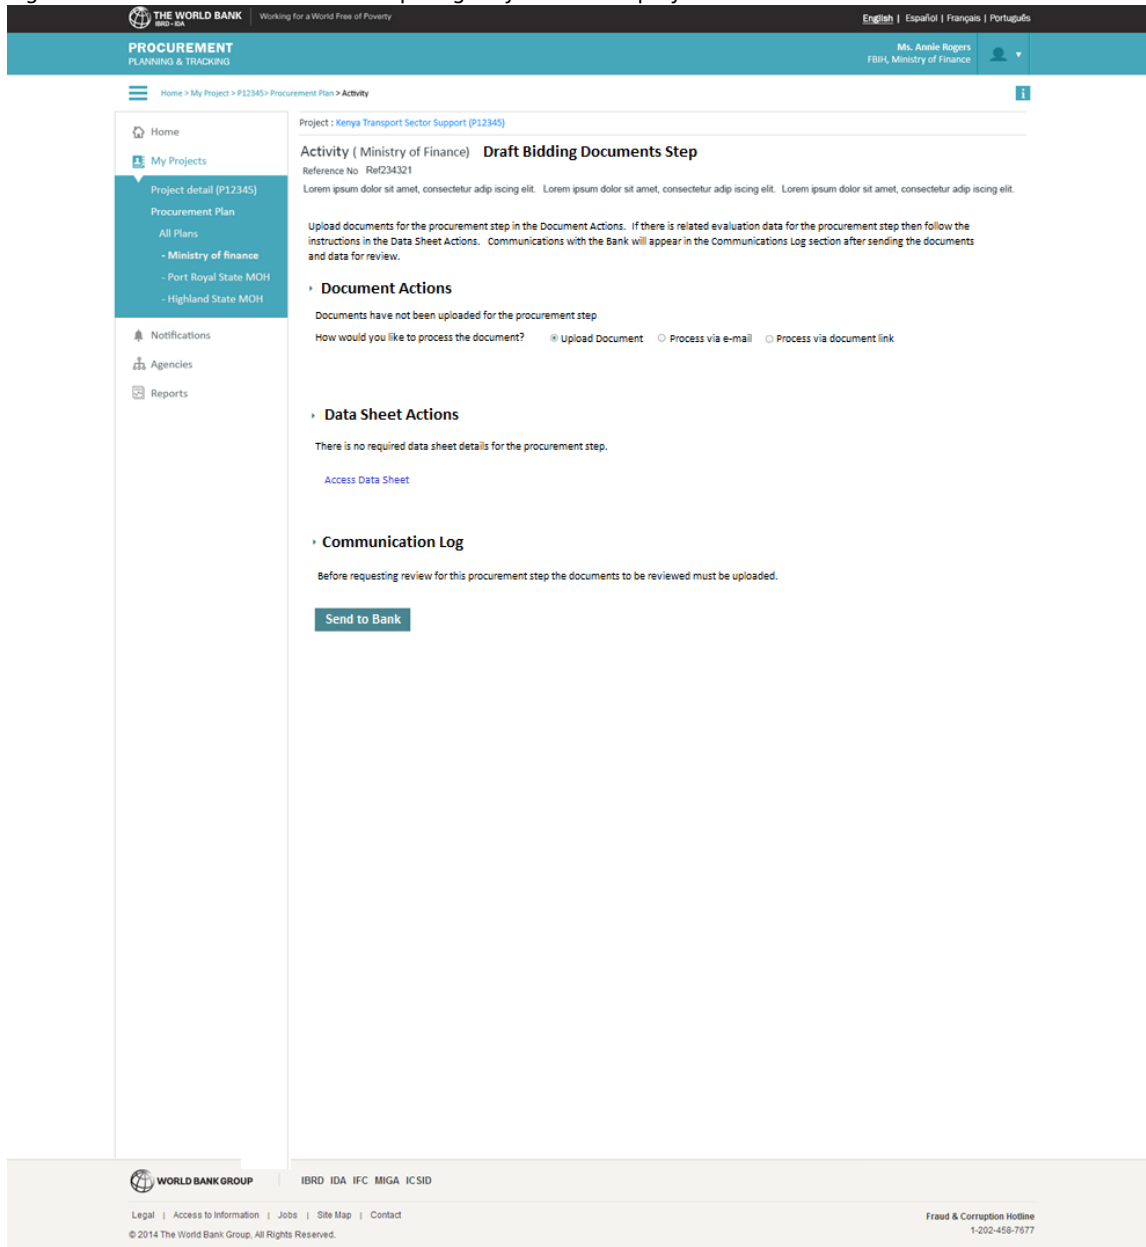 THE WORLD BANK
IBRD - IDA
Working for a World Free of Poverty
English | Español | Français | Português
PROCUREMENT
PLANNING & TRACKING
Ms. Annie Rogers
FBIH, Ministry of Finance
Home > My Project > P12345> Procurement Plan > Activity
i
Home
My Projects
Project detail (P12345)
Procurement Plan
All Plans
- Ministry of finance
- Port Royal State MOH
- Highland State MOH
Notifications
Agencies
Reports
Project : Kenya Transport Sector Support (P12345)
Activity ( Ministry of Finance) Draft Bidding Documents Step
Reference No Ref234321
Lorem ipsum dolor sit amet, consectetur adip iscing elit. Lorem ipsum dolor sit amet, consectetur adip iscing elit. Lorem ipsum dolor sit amet, consectetur adip iscing elit.
Upload documents for the procurement step in the Document Actions. If there is related evaluation data for the procurement step then follow the
instructions in the Data Sheet Actions. Communications with the Bank will appear in the Communications Log section after sending the documents
and data for review.
Document Actions
Documents have not been uploaded for the procurement step
How would you like to process the document? Upload Document Process via e-mail Process via document link
Data Sheet Actions
There is no required data sheet details for the procurement step.
Access Data Sheet
Communication Log
Before requesting review for this procurement step the documents to be reviewed must be uploaded.
Send to Bank
WORLD BANK GROUP
IBRD IDA IFC MIGA ICSID
Legal | Access to Information | Jobs | Site Map | Contact
© 2014 The World Bank Group, All Rights Reserved.
Fraud & Corruption Hotline
1-202-458-7677